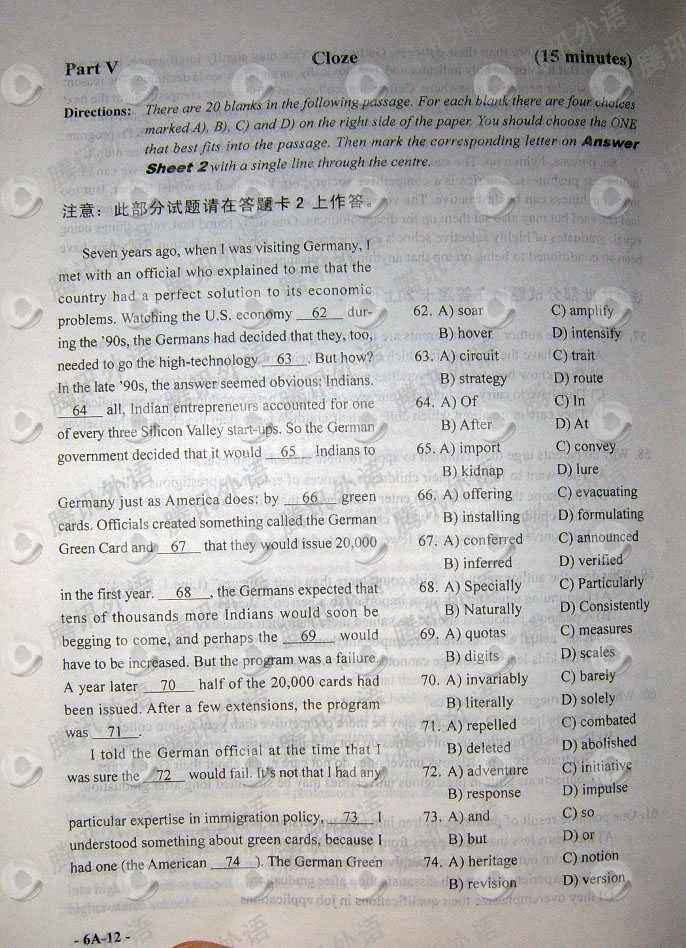 Part V
Cloze
(15 minutes)
Directions: There are 20 blanks in the following passage. For each blank there are four choices
marked A), B), C) and D) on the right side of the paper. You should choose the ONE
that best fits into the passage. Then mark the corresponding letter on Answer
Sheet 2 with a single line through the centre.
注意：此部分试题请在答题卡 2 上作答。
Seven years ago, when I was visiting Germany, I
met with an official who explained to me that the
country had a perfect solution to its economic
problems. Watching the U.S. economy 62 dur-
ing the '90s, the Germans had decided that they, too,
needed to go the high-technology 63 . But how?
In the late '90s, the answer seemed obvious: Indians.
64 all, Indian entrepreneurs accounted for one
of every three Silicon Valley start-ups. So the German
government decided that it would 65 Indians to
Germany just as America does: by 66 green
cards. Officials created something called the German
Green Card and 67 that they would issue 20,000
in the first year. 68 , the Germans expected that
tens of thousands more Indians would soon be
begging to come, and perhaps the 69 would
have to be increased. But the program was a failure.
A year later 70 half of the 20,000 cards had
been issued. After a few extensions, the program
was 71 .
I told the German official at the time that I
was sure the 72 would fail. It's not that I had any
particular expertise in immigration policy, 73 I
understood something about green cards, because I
had one (the American 74 ). The German Green
62. A) soar C) amplify
B) hover D) intensify
63. A) circuit C) trait
B) strategy D) route
64. A) Of C) In
B) After D) At
65. A) import C) convey
B) kidnap D) lure
66. A) offering C) evacuating
B) installing D) formulating
67. A) conferred C) announced
B) inferred D) verified
68. A) Specially C) Particularly
B) Naturally D) Consistently
69. A) quotas C) measures
B) digits D) scales
70. A) invariably C) barely
B) literally D) solely
71. A) repelled C) combated
B) deleted D) abolished
72. A) adventure C) initiative
B) response D) impulse
73. A) and C) so
B) but D) or
74. A) heritage C) notion
B) revision D) version
- 6A-12 -
腾讯外语